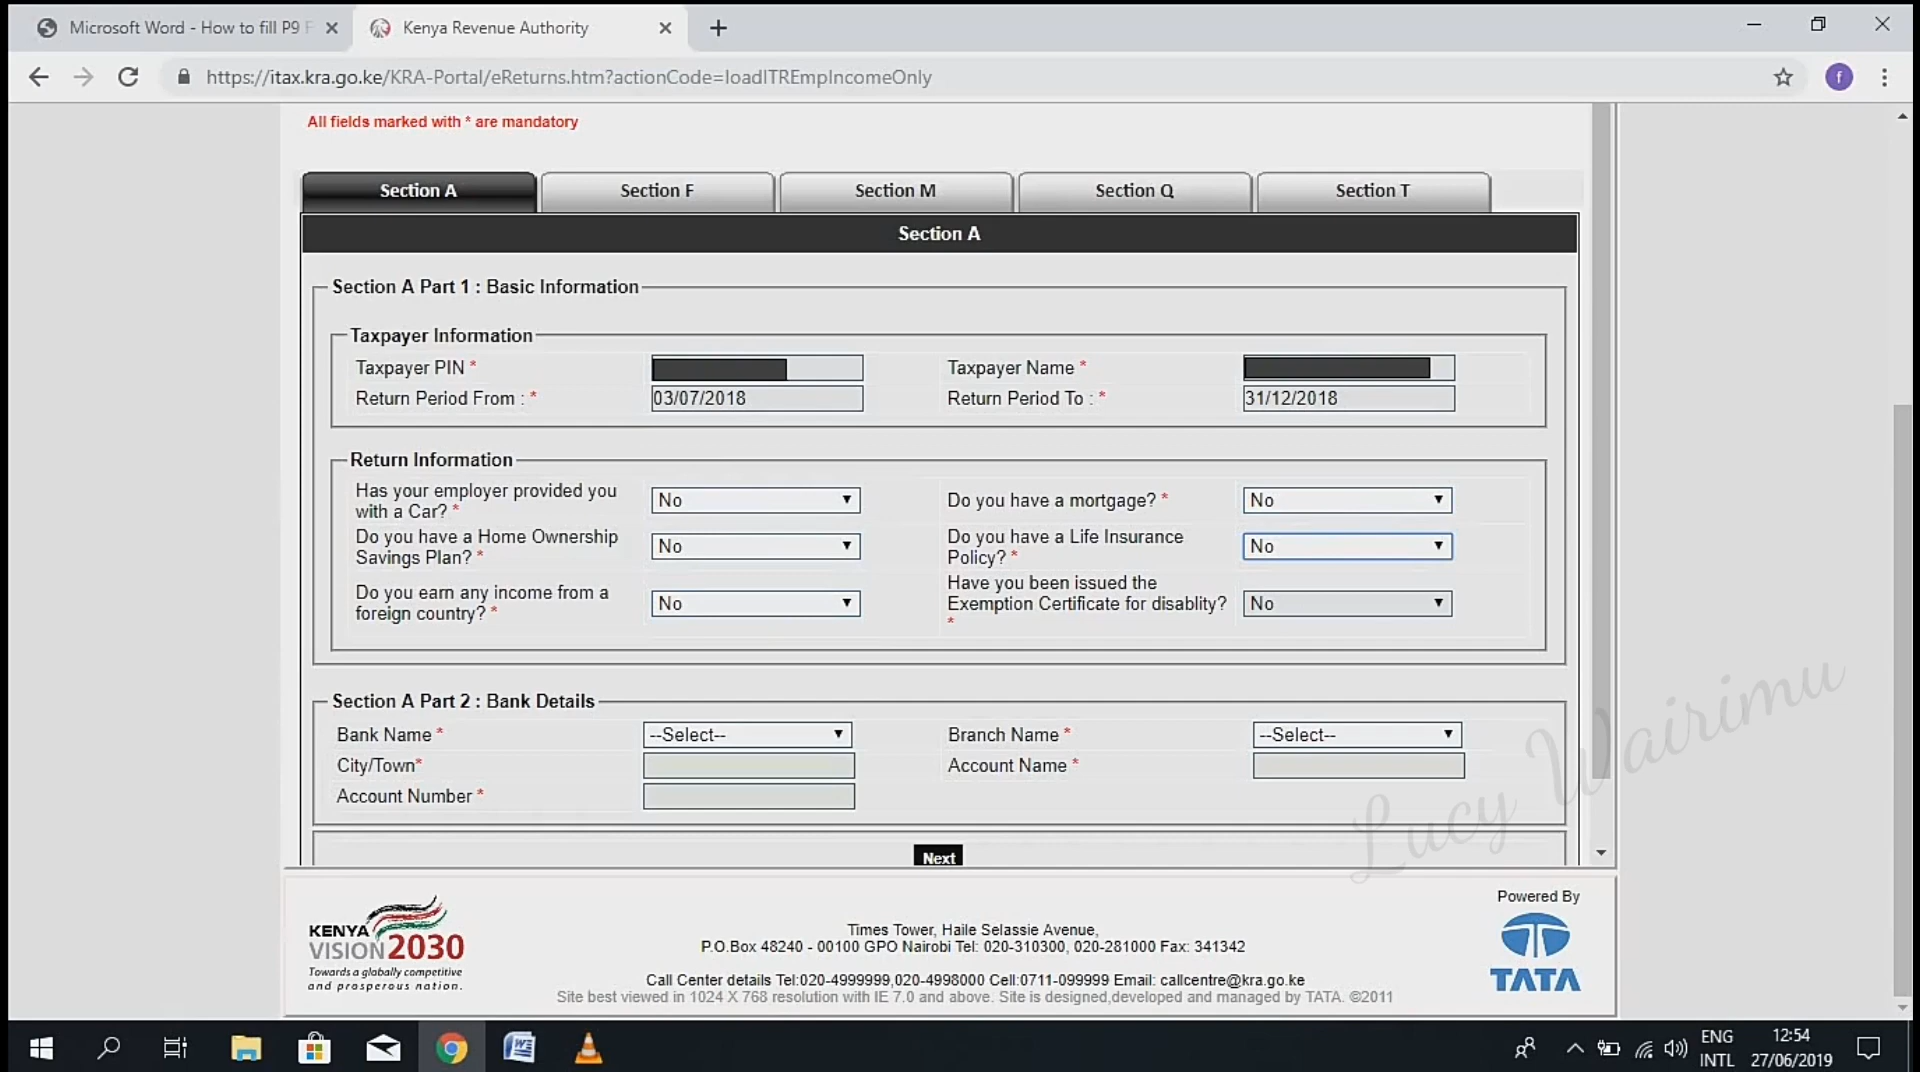 Microsoft Word - How to fill P9 F
Kenya Revenue Authority
https://itax.kra.go.ke/KRA-Portal/eReturns.htm?actionCode=loadITREmpIncomeOnly
f
All fields marked with * are mandatory
Section A Section F Section M Section Q Section T
Section A
Section A Part 1 : Basic Information
Taxpayer Information
Taxpayer PIN * Taxpayer Name *
Return Period From : * 03/07/2018 Return Period To : * 31/12/2018
Return Information
Has your employer provided you
with a Car? * No Do you have a mortgage? * No
Do you have a Home Ownership
Savings Plan? * No
Do you have a Life Insurance
Policy? * No
Do you earn any income from a
foreign country? * No
Have you been issued the
Exemption Certificate for disablity?
* No
Section A Part 2 : Bank Details
Bank Name * --Select-- Branch Name * --Select--
City/Town* Account Name *
Account Number *
Next
Lucy Wairimu
KENYA
VISION 2030
Towards a globally competitive
and prosperous nation.
Times Tower, Haile Selassie Avenue,
P.O.Box 48240 - 00100 GPO Nairobi Tel: 020-310300, 020-281000 Fax: 341342
Call Center details Tel:020-4999999,020-4998000 Cell:0711-099999 Email: callcentre@kra.go.ke
Site best viewed in 1024 X 768 resolution with IE 7.0 and above. Site is designed,developed and managed by TATA. ©2011
Powered By
TATA
ENG
INTL
12:54
27/06/2019